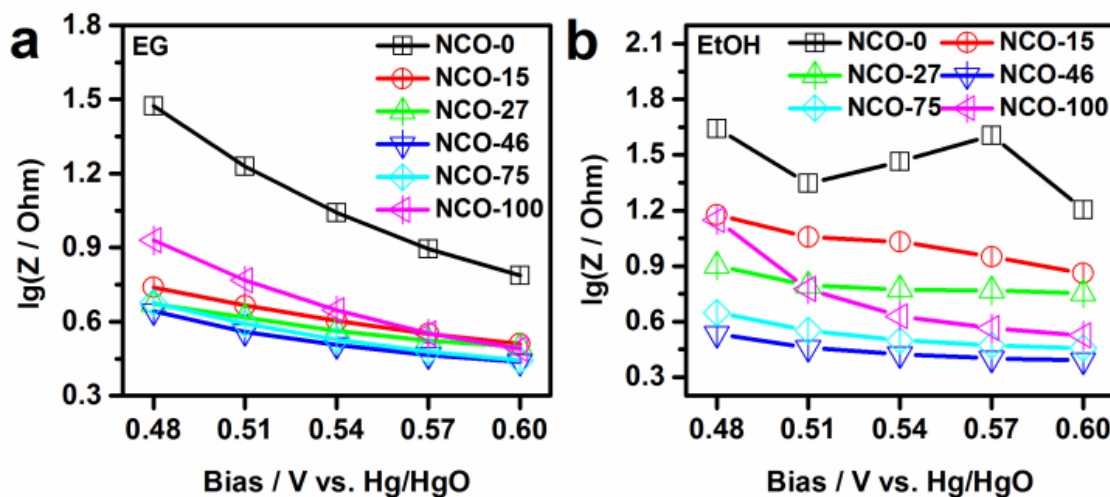 a
EG
NCO-0
NCO-15
NCO-27
NCO-46
NCO-75
NCO-100
1.8
1.5
1.2
0.9
0.6
0.3
lg(Z / Ohm)
0.48 0.51 0.54 0.57 0.60
Bias / V vs. Hg/HgO
b
EtOH
NCO-0 NCO-15
NCO-27 NCO-46
NCO-75 NCO-100
2.1
1.8
1.5
1.2
0.9
0.6
0.3
lg(Z / Ohm)
0.48 0.51 0.54 0.57 0.60
Bias / V vs. Hg/HgO